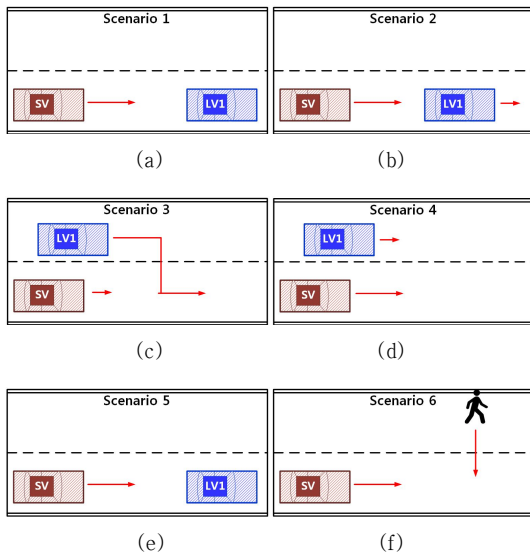 Scenario 1
SV
LV1
(a)
Scenario 2
SV
LV1
(b)
Scenario 3
LV1
SV
(c)
Scenario 4
LV1
SV
(d)
Scenario 5
SV
LV1
(e)
Scenario 6
SV
(f)